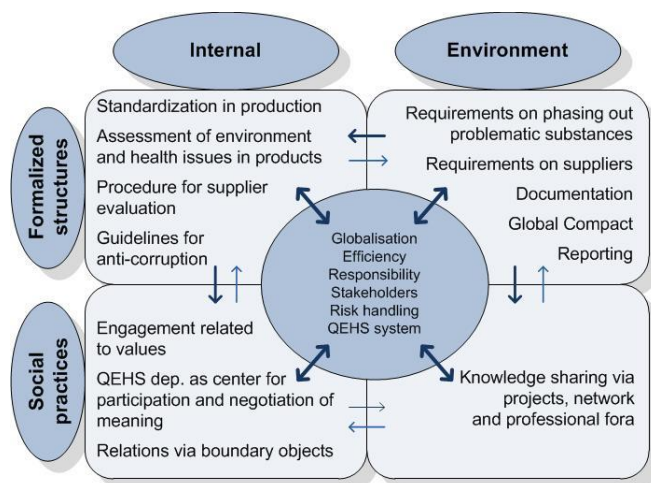 Internal
Environment
Formalized
structures
Standardization in production
Assessment of environment
and health issues in products
Procedure for supplier
evaluation
Guidelines for
anti-corruption
Requirements on phasing out
problematic substances
Requirements on suppliers
Documentation
Global Compact
Reporting
Globalisation
Efficiency
Responsibility
Stakeholders
Risk handling
QEHS system
Social
practices
Engagement related
to values
QEHS dep. as center for
participation and negotiation of
meaning
Relations via boundary objects
Knowledge sharing via
projects, network
and professional fora